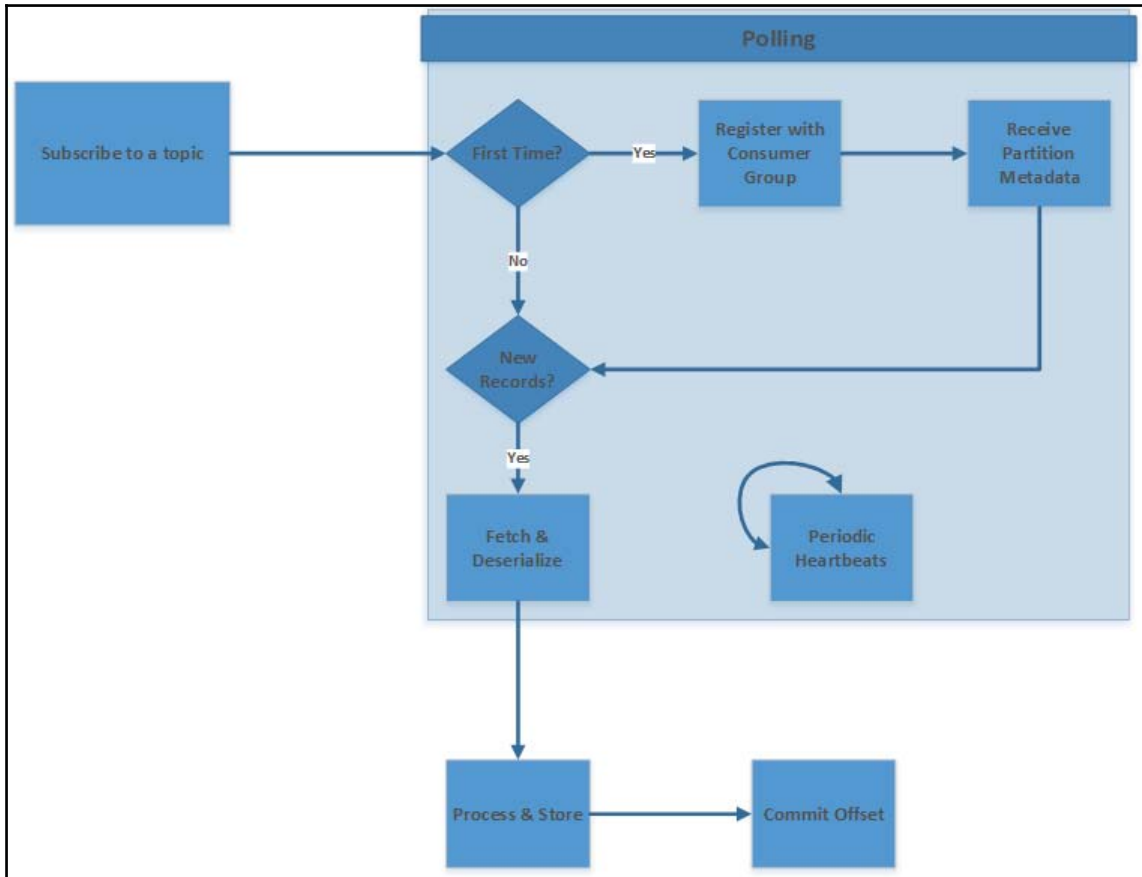 Polling
Subscribe to a topic
First Time?
Yes
Register with
Consumer
Group
Receive
Partition
Metadata
No
New
Records?
Yes
Fetch &
Deserialize
Periodic
Heartbeats
Process & Store
Commit Offset